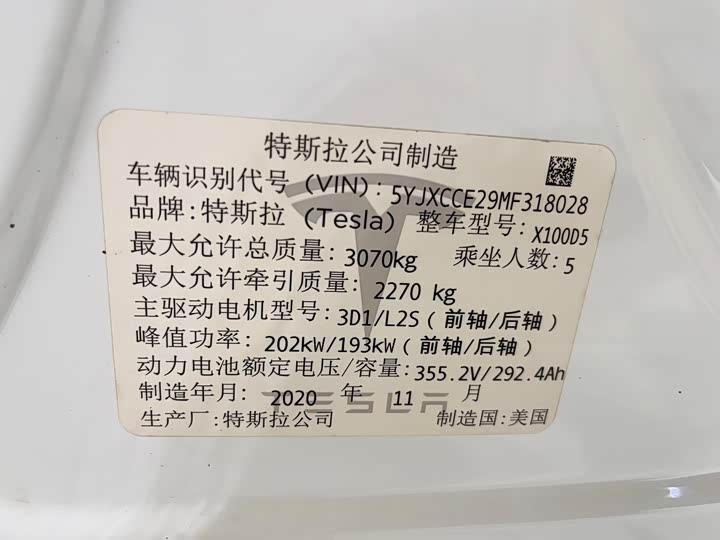 特斯拉公司制造
车辆识别代号（VIN）: 5YJXCCE29MF318028
品牌: 特斯拉（Tesla） 整车型号: X100D5
最大允许总质量: 3070kg 乘坐人数: 5
最大允许牵引质量: 2270 kg
主驱动电机型号: 3D1/L2S（前轴/后轴）
峰值功率: 202kW/193kW（前轴/后轴）
动力电池额定电压/容量: 355.2V/292.4Ah
制造年月: 2020 年 11 月
TESLA
生产厂: 特斯拉公司 制造国: 美国